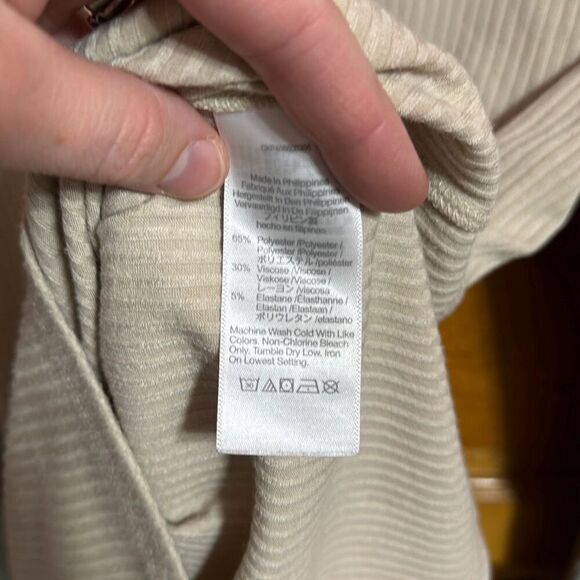 Made In Philippines
Fabriqué Aux Philippines
Hergestellt In Den Philippinen
Vervaardigd In De Filippijnen
フィリピン製
hecho en filipinas
65% Polyester /Polyester /
Polyester /Polyester /
ポリエステル /poliéster
30% Viscose /Viscose /
Viskose /Viscose /
レーヨン /viscosa
5% Elastane /Elasthanne /
Elastan /Elastaan /
ポリウレタン /elastano
Machine Wash Cold With Like
Colors. Non-Chlorine Bleach
Only. Tumble Dry Low. Iron
On Lowest Setting.